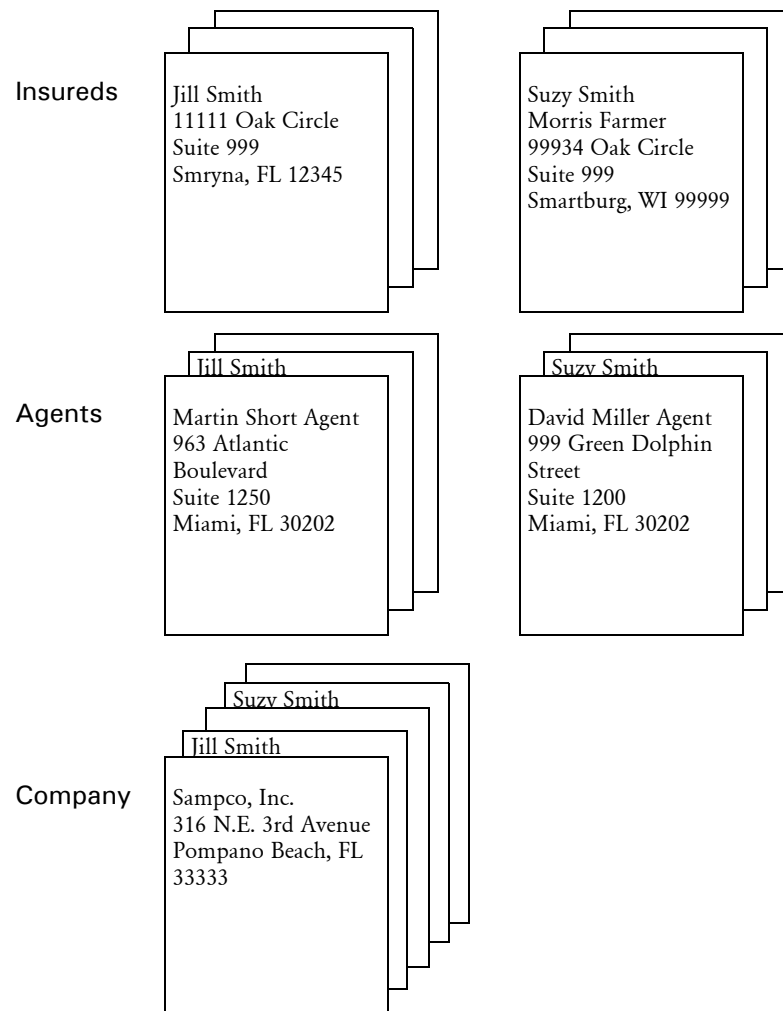 Insureds
Jill Smith
11111 Oak Circle
Suite 999
Smryna, FL 12345
Suzy Smith
Morris Farmer
99934 Oak Circle
Suite 999
Smartburg, WI 99999
Agents
Jill Smith
Martin Short Agent
963 Atlantic
Boulevard
Suite 1250
Miami, FL 30202
Suzy Smith
David Miller Agent
999 Green Dolphin
Street
Suite 1200
Miami, FL 30202
Company
Suzy Smith
Jill Smith
Sampco, Inc.
316 N.E. 3rd Avenue
Pompano Beach, FL
33333